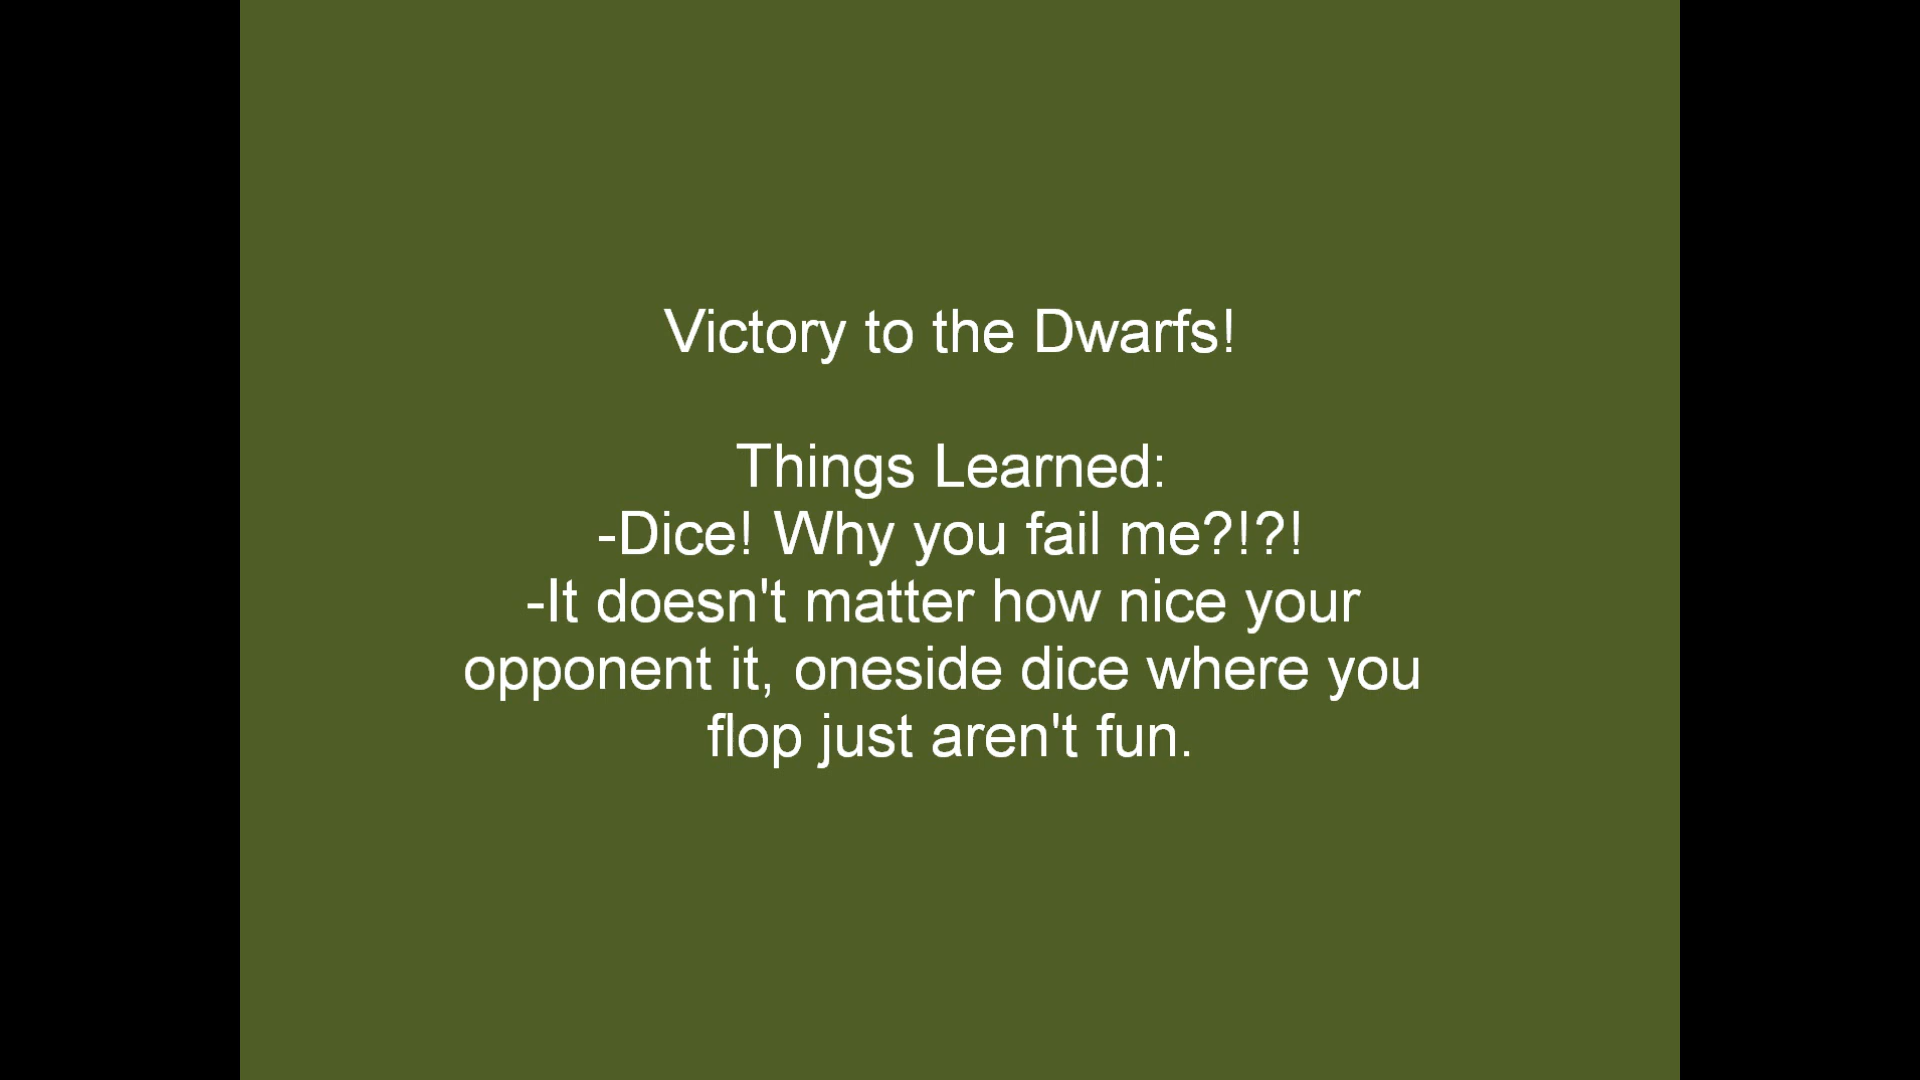 Victory to the Dwarfs!
Things Learned:
-Dice! Why you fail me?!?!
-It doesn't matter how nice your
opponent it, oneside dice where you
flop just aren't fun.